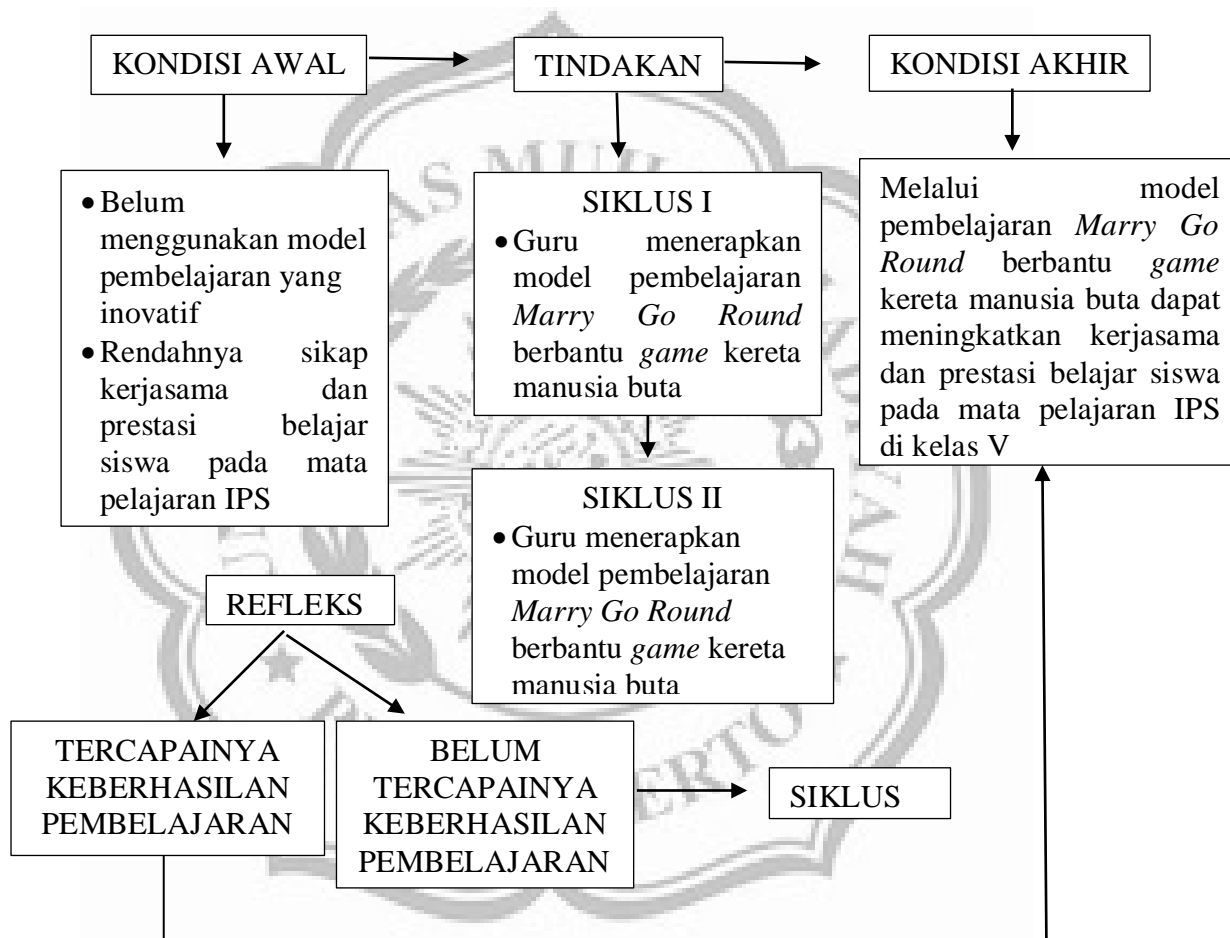 KONDISI AWAL
TINDAKAN
KONDISI AKHIR
• Belum
menggunakan model
pembelajaran yang
inovatif
• Rendahnya sikap
kerjasama dan
prestasi belajar
siswa pada mata
pelajaran IPS
SIKLUS I
• Guru menerapkan
model pembelajaran
Marry Go Round
berbantu game kereta
manusia buta
Melalui model
pembelajaran Marry Go
Round berbantu game
kereta manusia buta dapat
meningkatkan kerjasama
dan prestasi belajar siswa
pada mata pelajaran IPS
di kelas V
SIKLUS II
• Guru menerapkan
model pembelajaran
Marry Go Round
berbantu game kereta
manusia buta
REFLEKS
TERCAPAINYA
KEBERHASILAN
PEMBELAJARAN
BELUM
TERCAPAINYA
KEBERHASILAN
PEMBELAJARAN
SIKLUS